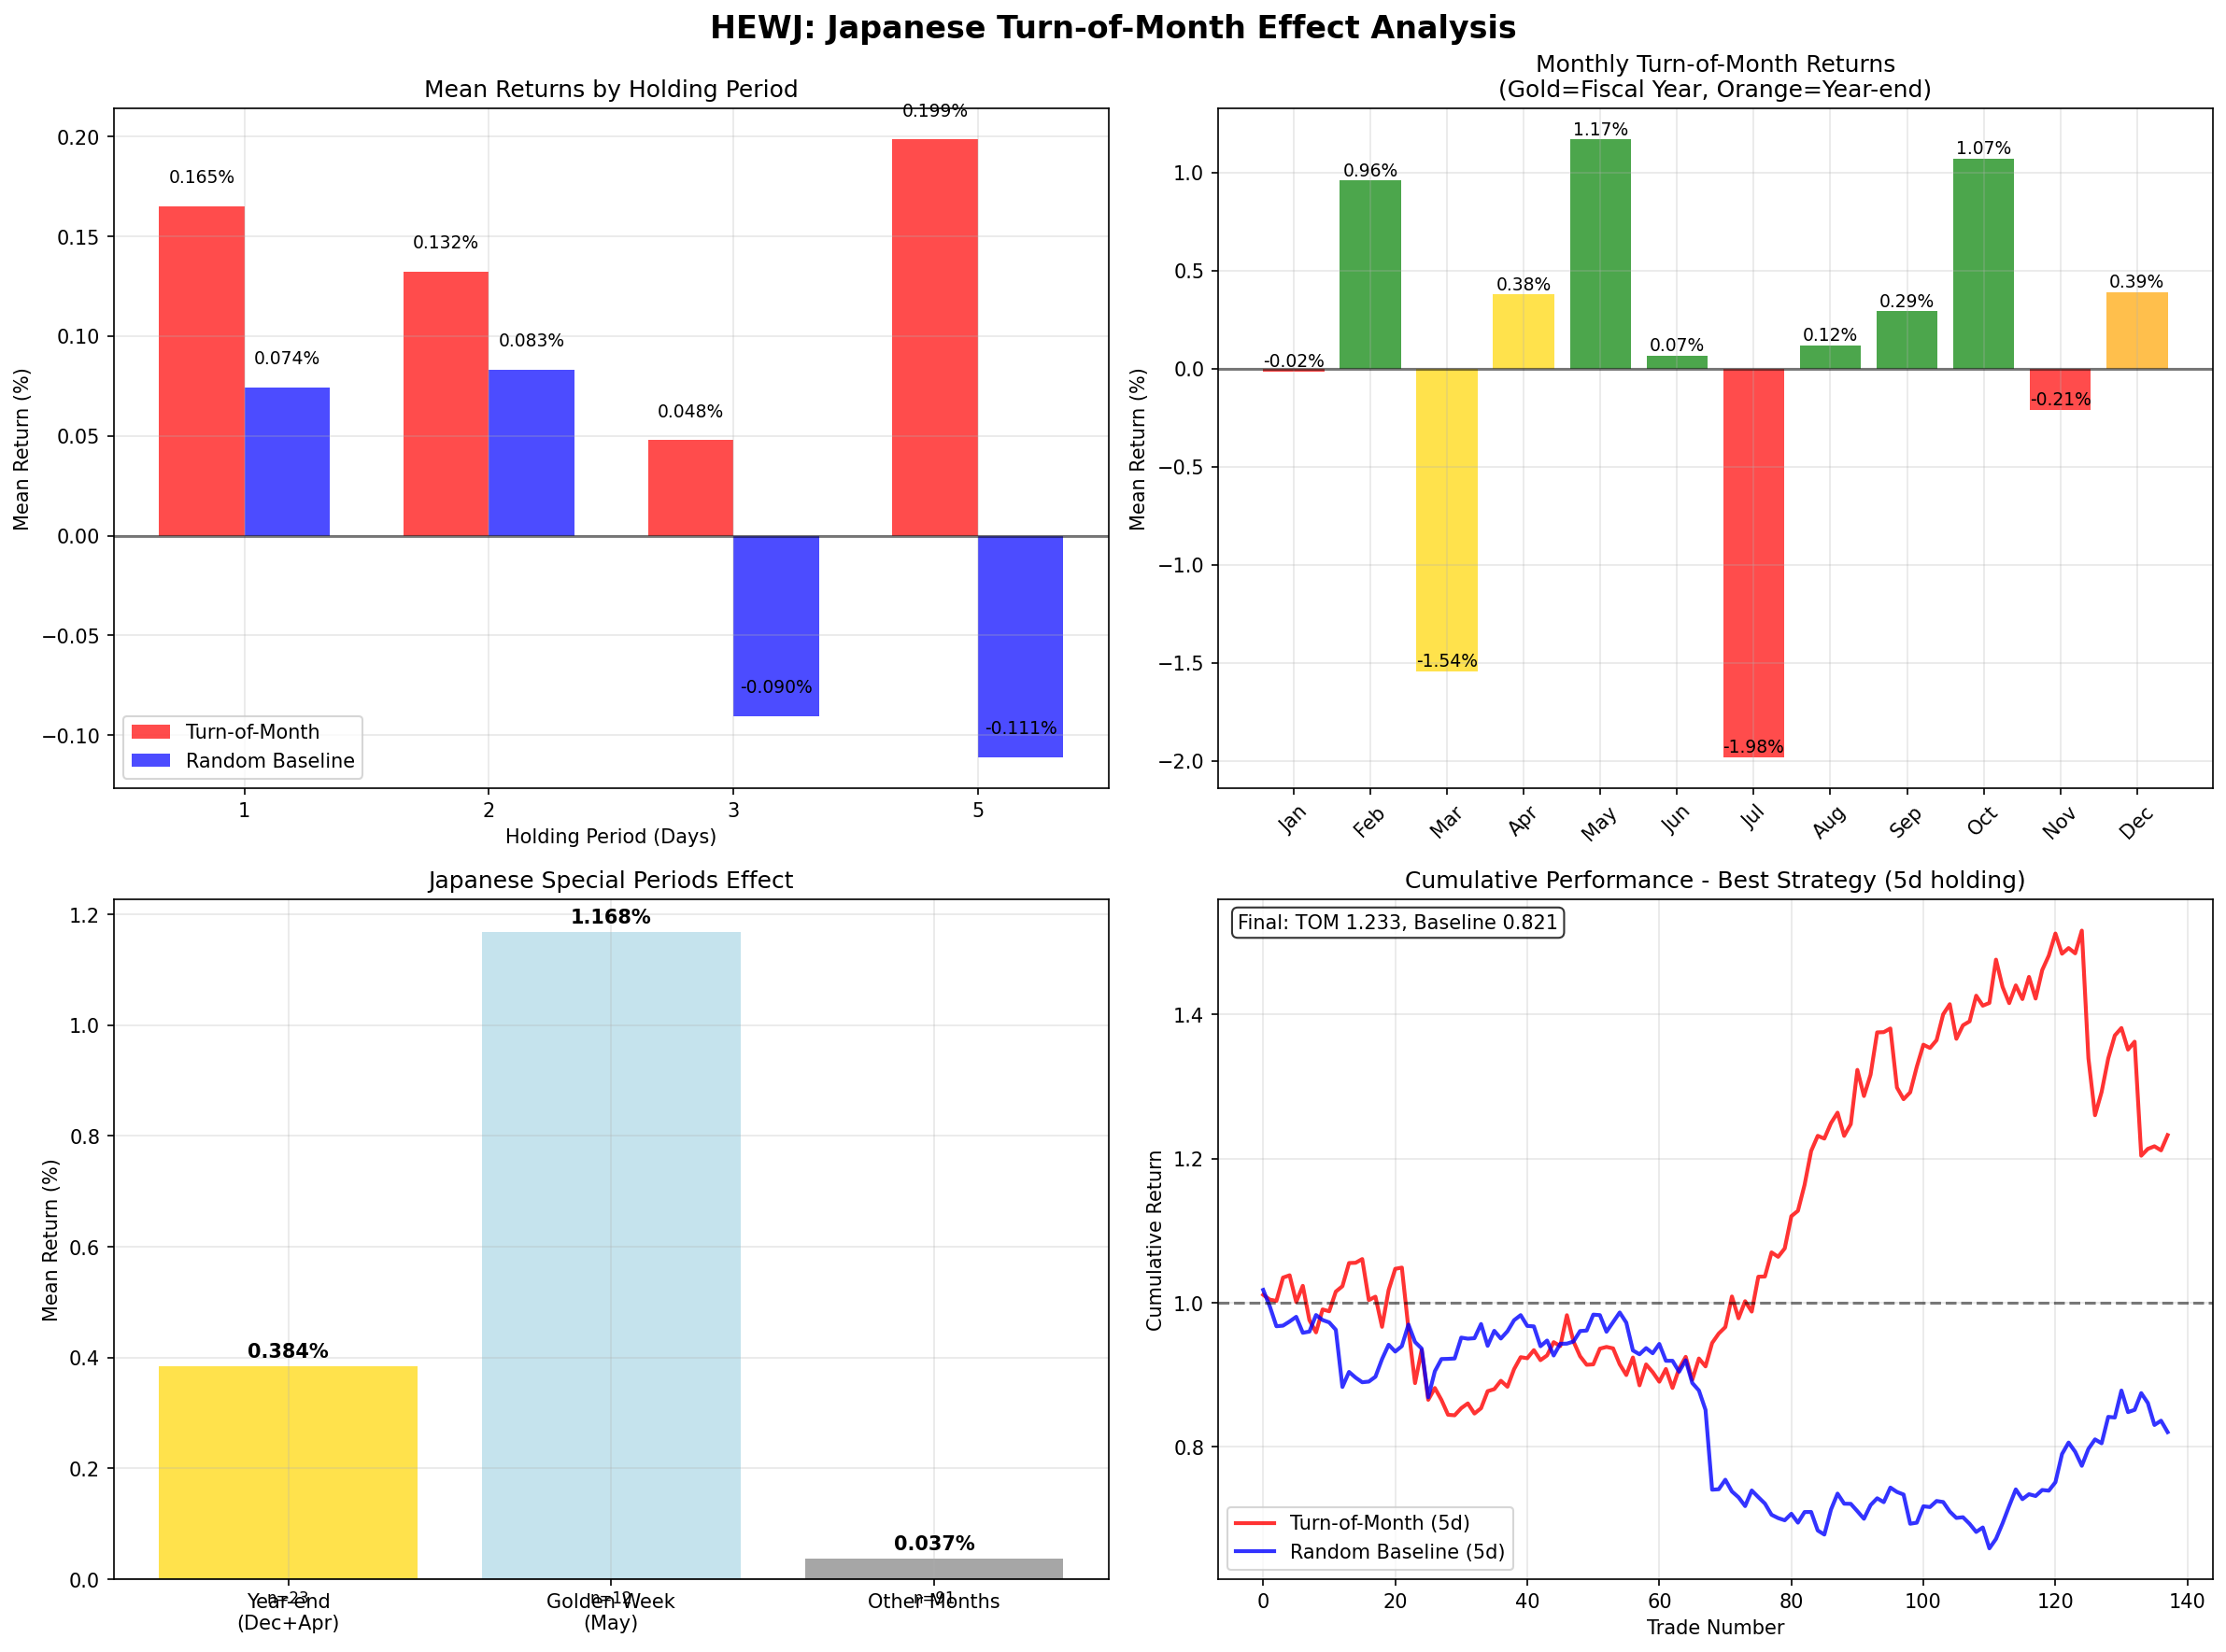 HEWJ: Japanese Turn-of-Month Effect Analysis
Mean Returns by Holding Period
Mean Return (%)
0.20
0.15
0.10
0.05
0.00
−0.05
−0.10
0.165%
0.074%
0.132%
0.083%
0.048%
-0.090%
0.199%
-0.111%
Turn-of-Month
Random Baseline
1
2
3
5
Holding Period (Days)
Monthly Turn-of-Month Returns
(Gold=Fiscal Year, Orange=Year-end)
Mean Return (%)
1.0
0.5
0.0
−0.5
−1.0
−1.5
−2.0
-0.02%
0.96%
-1.54%
0.38%
1.17%
0.07%
-1.98%
0.12%
0.29%
1.07%
-0.21%
0.39%
Jan
Feb
Mar
Apr
May
Jun
Jul
Aug
Sep
Oct
Nov
Dec
Japanese Special Periods Effect
Mean Return (%)
1.2
1.0
0.8
0.6
0.4
0.2
0.0
0.384%
1.168%
0.037%
n=23
n=12
n=91
Year-end
(Dec+Apr)
Golden Week
(May)
Other Months
Cumulative Performance - Best Strategy (5d holding)
Final: TOM 1.233, Baseline 0.821
Cumulative Return
1.4
1.2
1.0
0.8
Turn-of-Month (5d)
Random Baseline (5d)
0
20
40
60
80
100
120
140
Trade Number